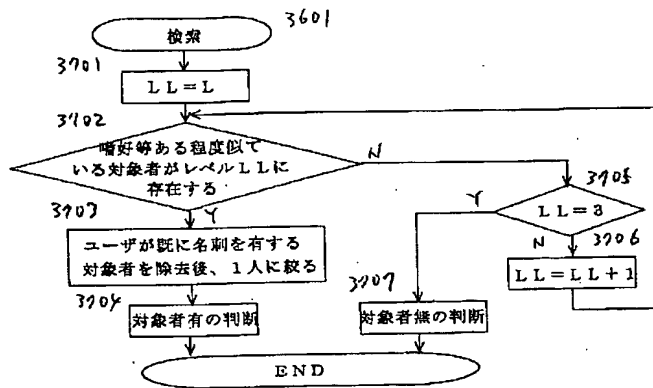 3601
検索
3701
LL=L
3702
嗜好等ある程度似て
いる対象者がレベルLLに
存在する
N
3705
LL=3
Y
N
3703
Y
ユーザが既に名刺を有する
対象者を除去後、1人に絞る
3706
LL=LL+1
3704
対象者有の判断
3707
対象者無の判断
END